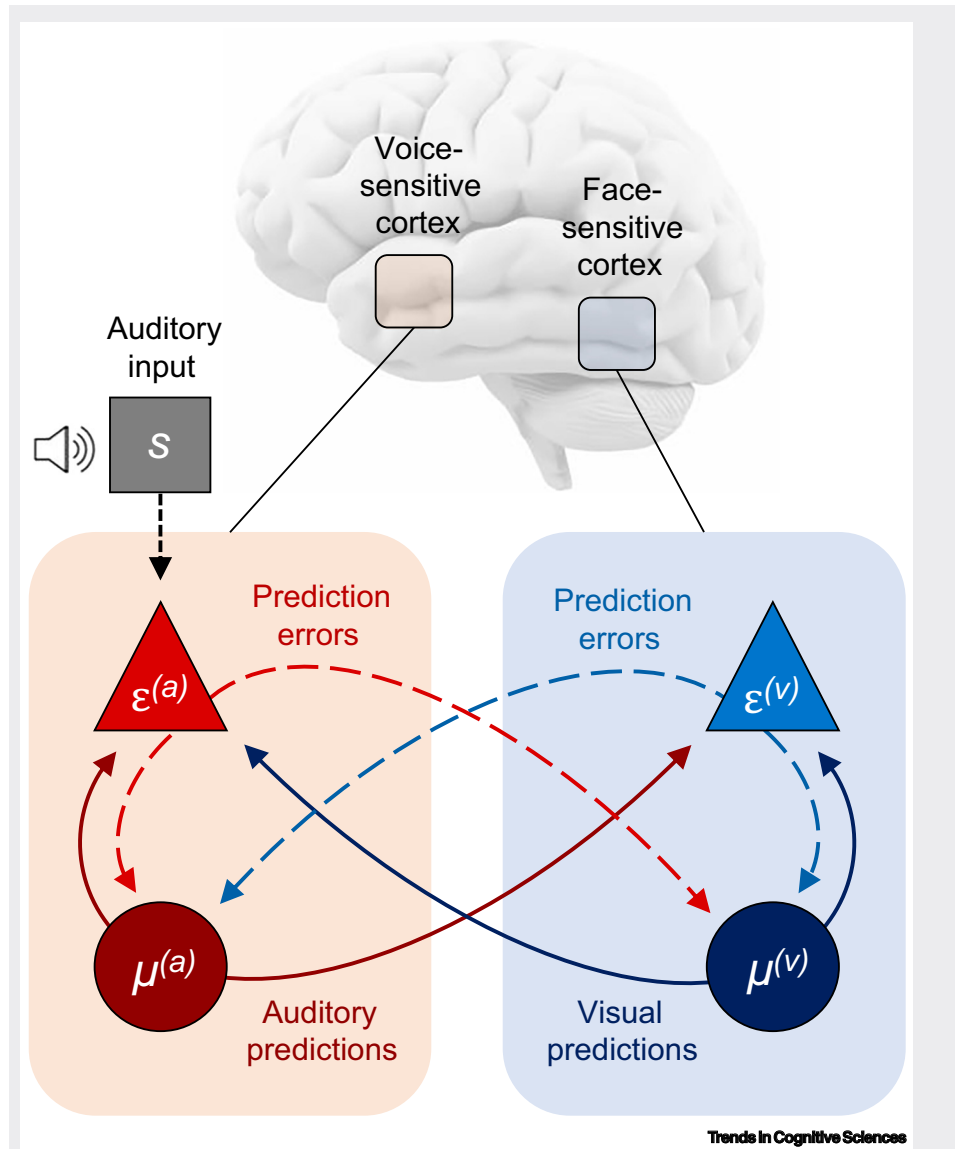 Voice-
sensitive
cortex
Face-
sensitive
cortex
Auditory
input
s
Prediction
errors
Prediction
errors
ε(a)
ε(v)
μ(a)
μ(v)
Auditory
predictions
Visual
predictions
Trends in Cognitive Sciences